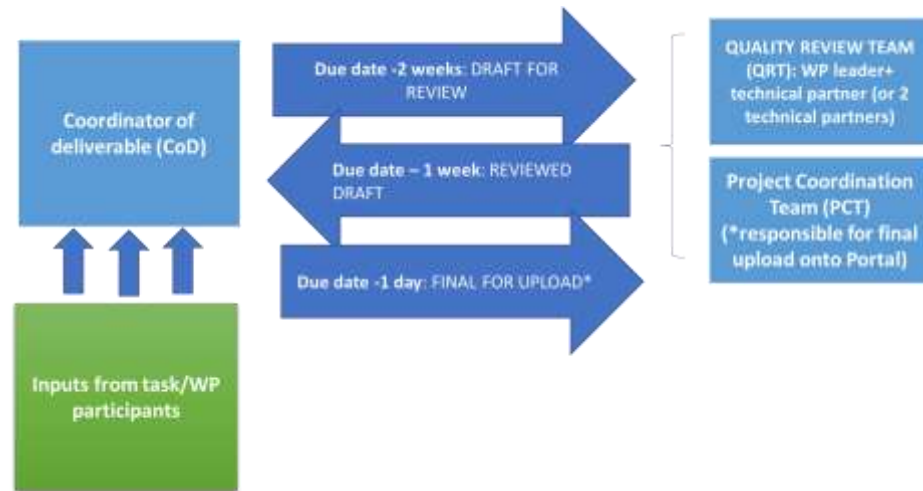 Coordinator of
deliverable (CoD)
Inputs from task/WP
participants
Due date -2 weeks: DRAFT FOR
REVIEW
Due date – 1 week: REVIEWED
DRAFT
Due date -1 day: FINAL FOR UPLOAD*
QUALITY REVIEW TEAM
(QRT): WP leader+
technical partner (or 2
technical partners)
Project Coordination
Team (PCT)
(*responsible for final
upload onto Portal)